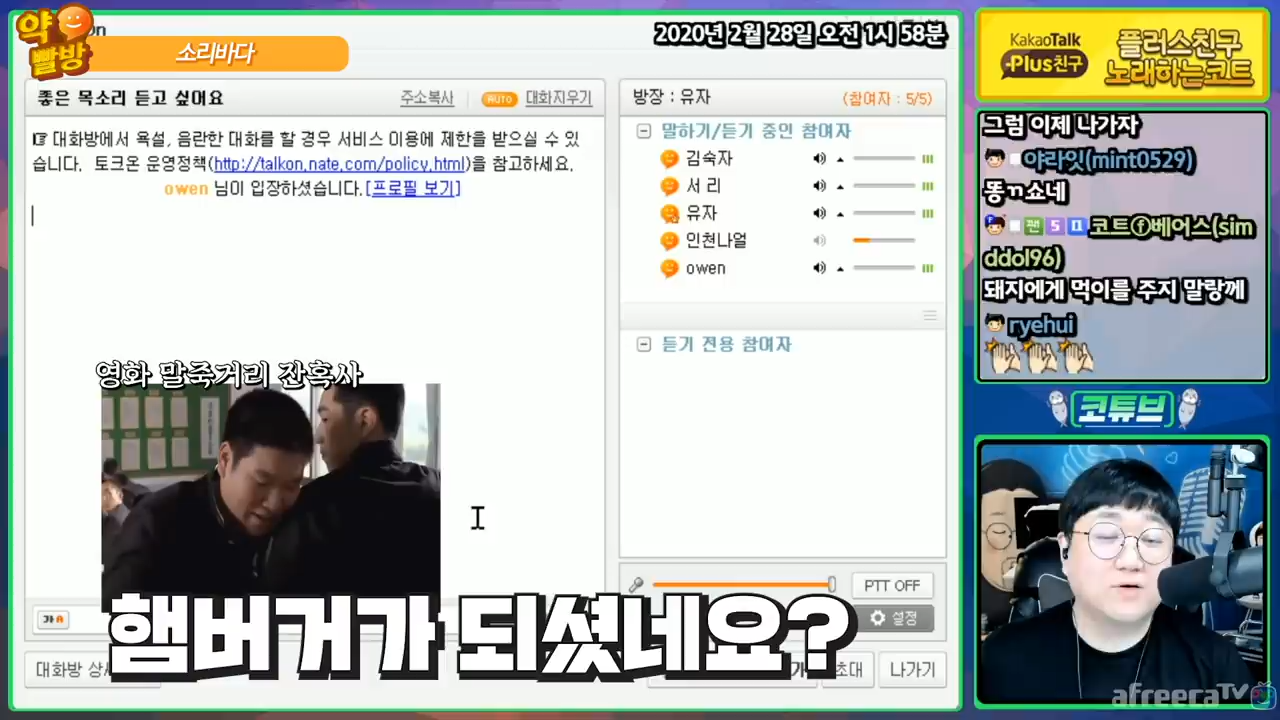 약빨방
소리바다
2020년 2월 28일 오전 1시 58분
좋은 목소리 듣고 싶어요
주소복사
AUTO
대화지우기
☞ 대화방에서 욕설, 음란한 대화를 할 경우 서비스 이용에 제한을 받으실 수 있
습니다. 토크온 운영정책(http://talkon.nate.com/policy.html)을 참고하세요.
owen 님이 입장하셨습니다.[프로필 보기]
영화 말죽거리 잔혹사
햄버거가 되셨네요?
방장 : 유자
(참여자 : 5/5)
말하기/듣기 중인 참여자
김숙자
서 리
유자
인천나얼
owen
듣기 전용 참여자
PTT OFF
설정
가
대화방 상
초대
나가기
KakaoTalk
Plus친구
플러스친구
노래하는코트
그럼 이제 나가자
야라잇(mint0529)
똥ㄲ쇼네
팬 5 코트ⓕ베어스(sim
ddol96)
돼지에게 먹이를 주지 말랑께
ryehui
코튜브
afreecaTV